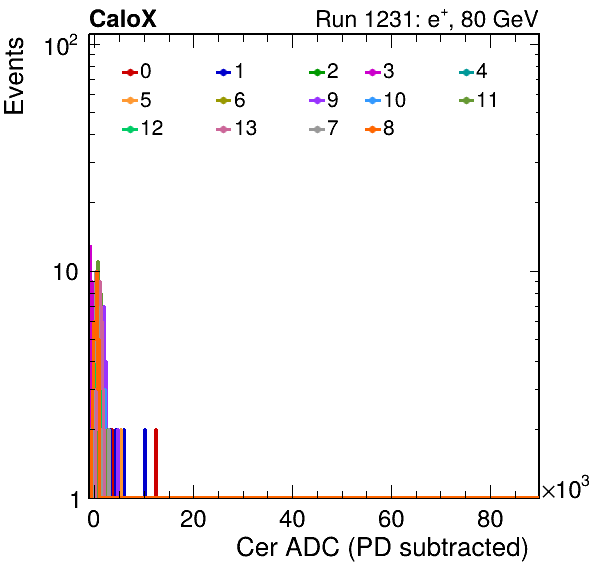 CaloX Run 1231: e⁺, 80 GeV
Events
10²
10
1
0 1 2 3 4
5 6 9 10 11
12 13 7 8
0 20 40 60 80
×10³
Cer ADC (PD subtracted)